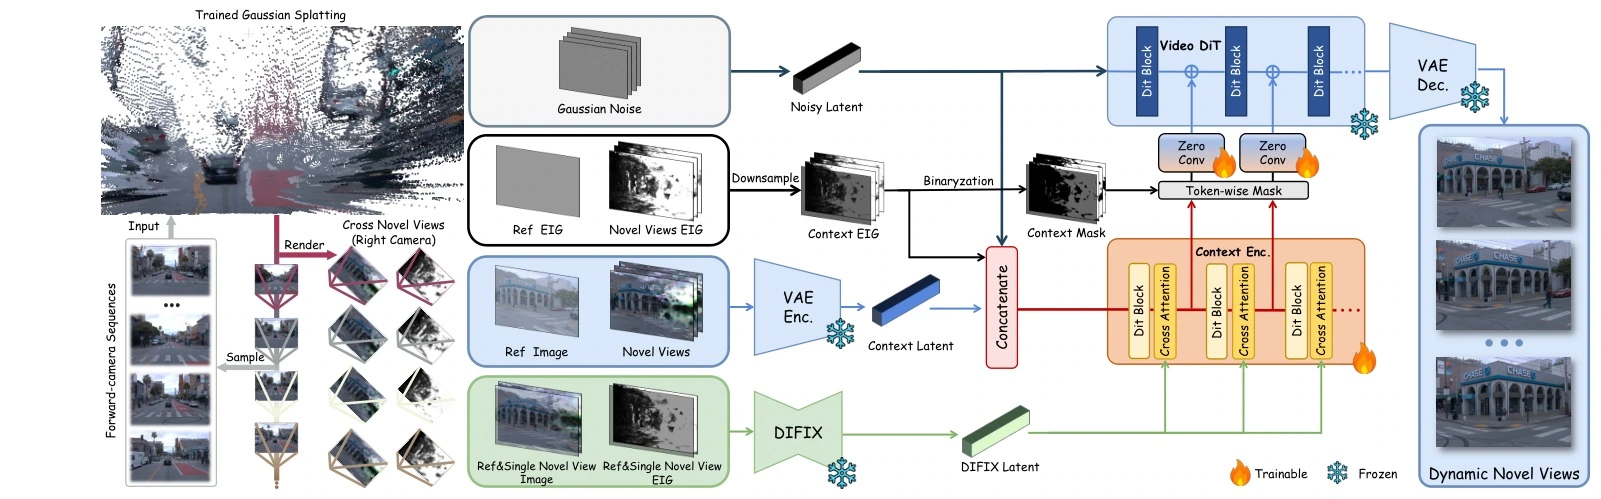 Trained Gaussian Splatting
Input
Render
Cross Novel Views
(Right Camera)
Forward-camera Sequences
...
Sample
Gaussian Noise
Ref EIG
Novel Views EIG
Ref Image
Novel Views
Ref&Single Novel View
Image
Ref&Single Novel View
EIG
Noisy Latent
Downsample
Context EIG
Binaryzation
Context Mask
VAE
Enc.
Context Latent
Concatenate
DIFIX
DIFIX Latent
Video DiT
Dit Block
Dit Block
Dit Block
Zero
Conv
Zero
Conv
Token-wise Mask
Context Enc.
Dit Block
Cross Attention
Dit Block
Cross Attention
Dit Block
Cross Attention
VAE
Dec.
CHASE
CHASE
CHASE
CHASE
Dynamic Novel Views
Trainable
Frozen